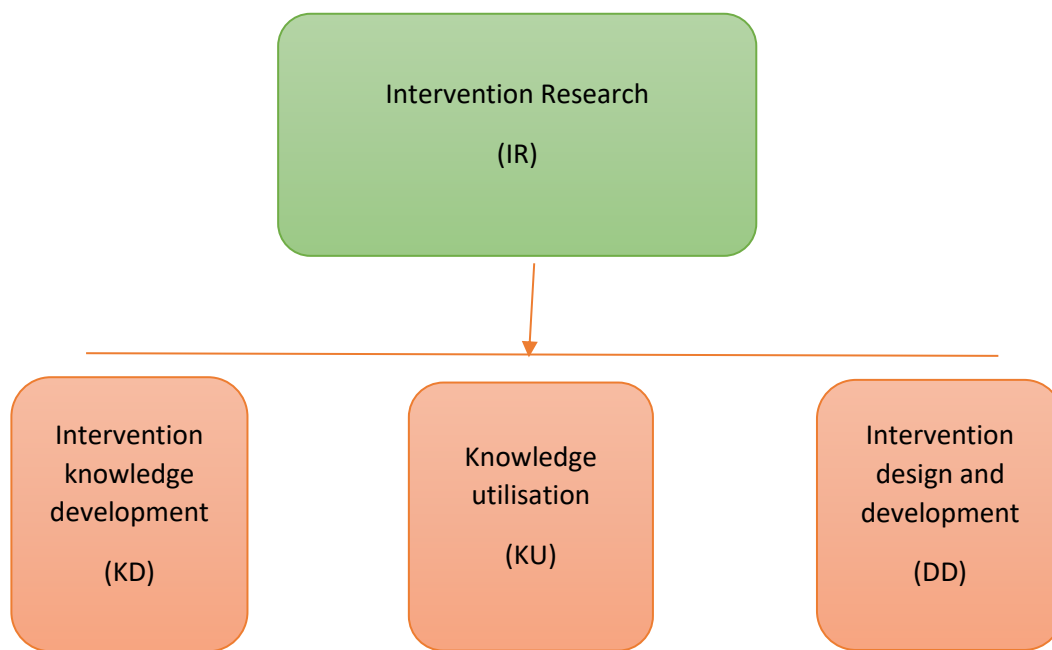 Intervention Research
(IR)
Intervention
knowledge
development
(KD)
Knowledge
utilisation
(KU)
Intervention
design and
development
(DD)